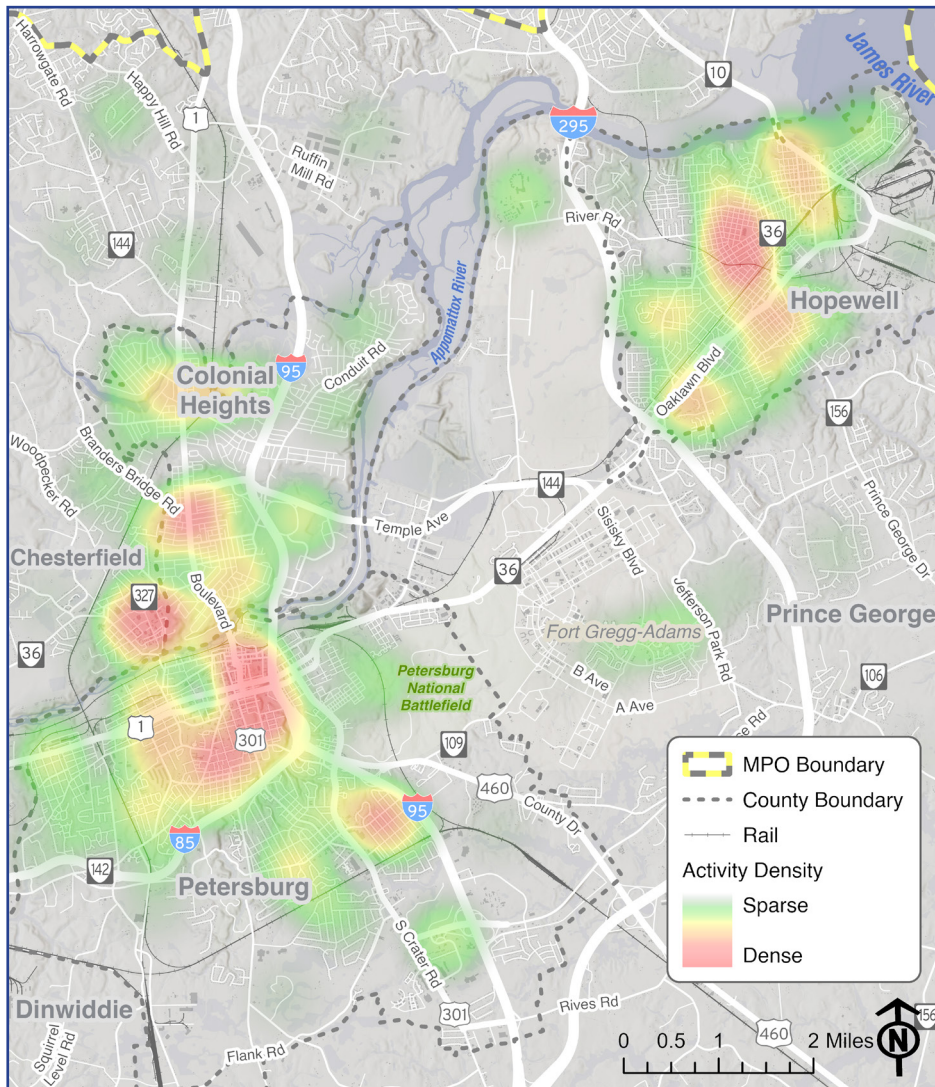 Harrowgate Rd
Happy Hill Rd
1
Ruffin
Mill Rd
295
10
James River
144
River Rd
36
Hopewell
Appomattox River
Colonial
Heights
95
Conduit Rd
Oaklawn Blvd
156
Woodpecker Rd
Branders Bridge Rd
Prince George Dr
144
Temple Ave
Sisisky Blvd
Chesterfield
36
327
Boulevard
Jefferson Park Rd
Prince George
Fort Gregg-Adams
36
Petersburg
National
Battlefield
B Ave
A Ave
106
1
301
109
460
County Dr
95
85
142
Petersburg
S Crater Rd
Dinwiddie
Squirrel
Level Rd
Flank Rd
301
Rives Rd
460
156
MPO Boundary
County Boundary
Rail
Activity Density
Sparse
Dense
0 0.5 1 2 Miles
N